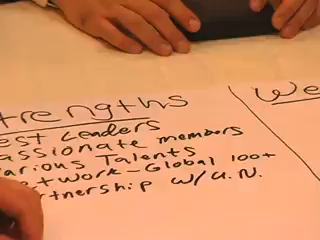 trengths
We
est Leaders
assionate members
arious Talents
etwork-Global 100+
rtnership w/ U.N.